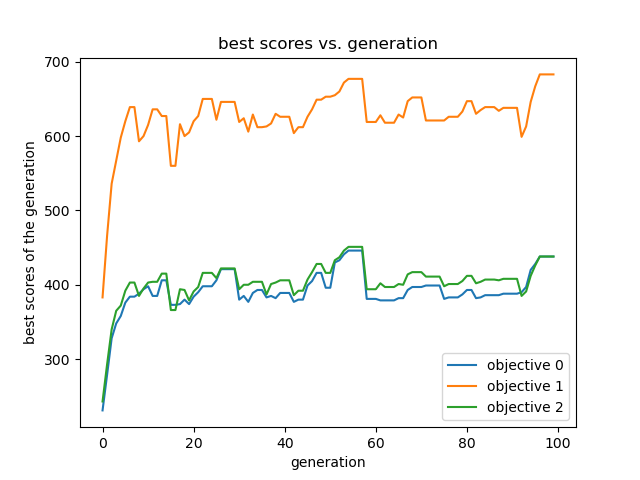 best scores vs. generation
best scores of the generation
700
600
500
400
300
0
20
40
60
80
100
generation
objective 0
objective 1
objective 2